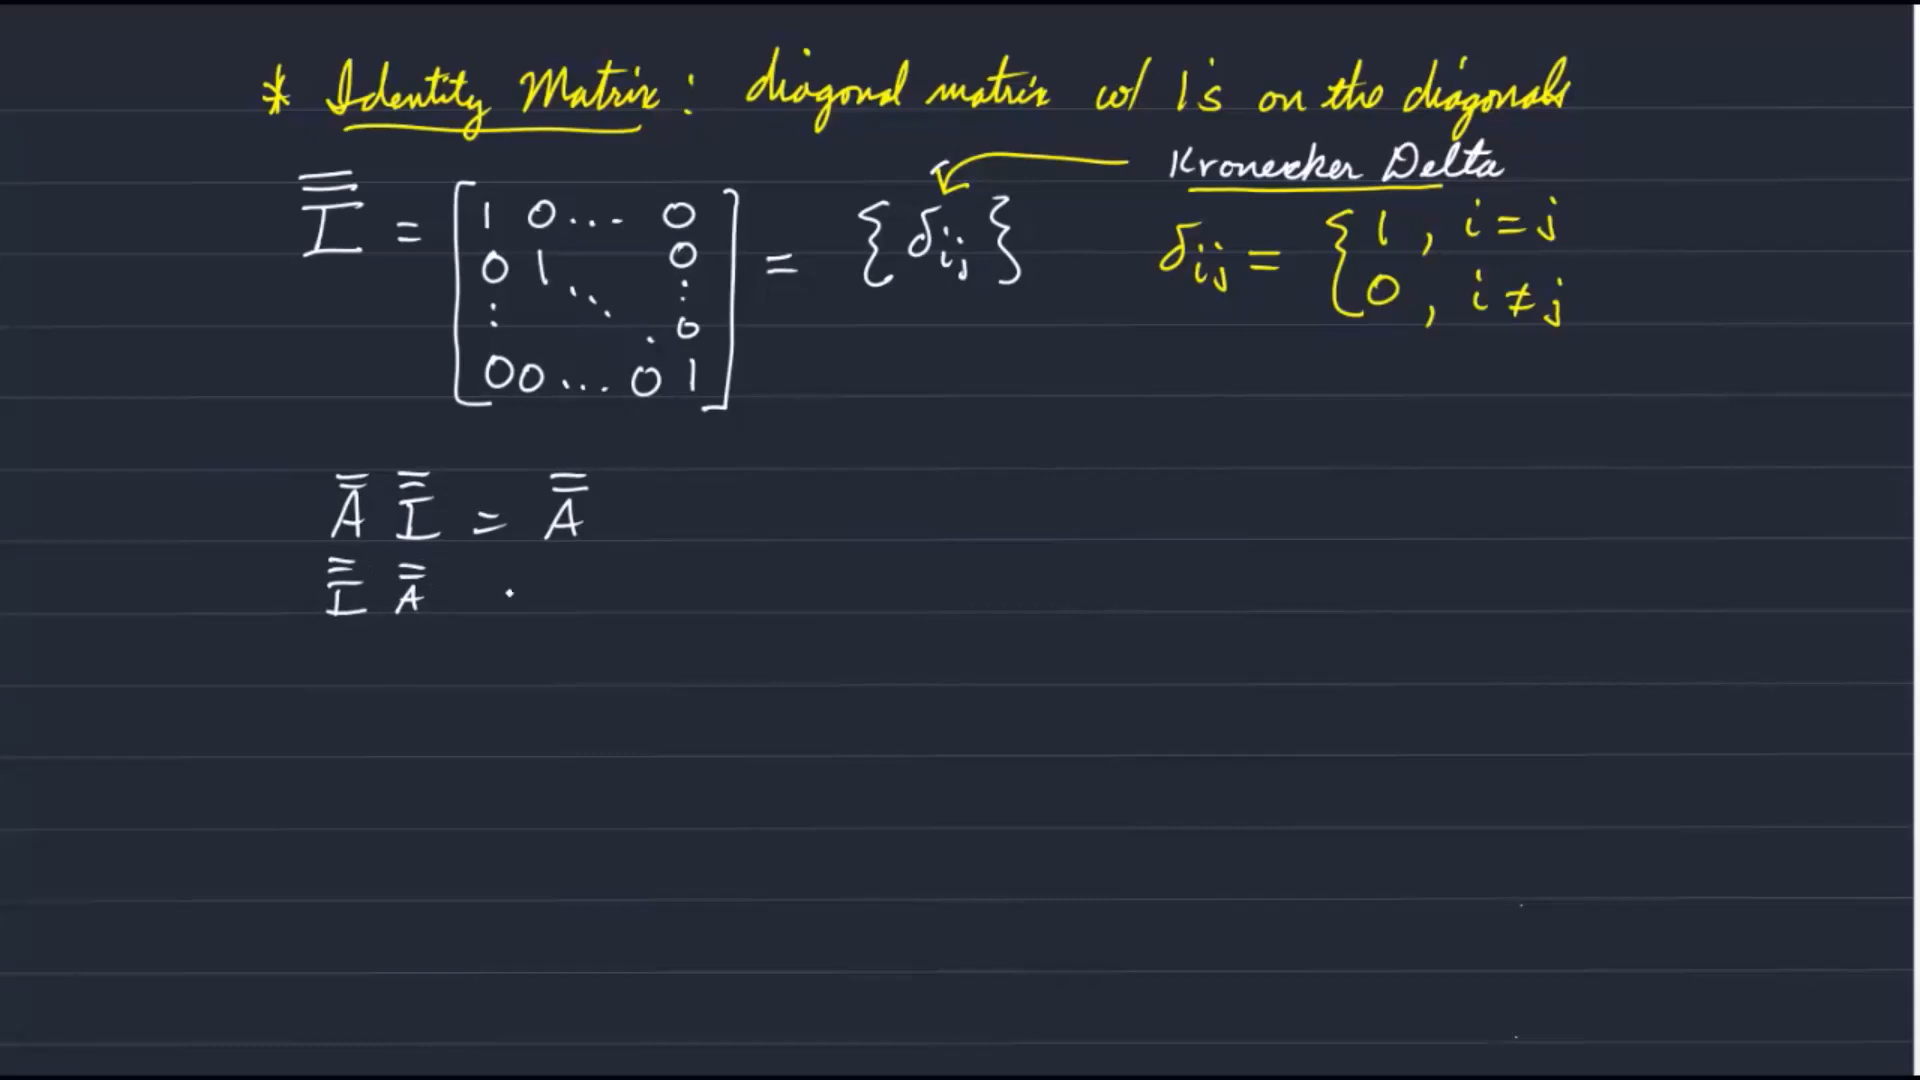 * Identity Matrix: diagonal matrix w/ 1's on the diagonals
Kronecker Delta
I̿ = [1 0 ... 0
0 1 ⋱ 0
⋮ ⋱ ⋮ 0
0 0 ... 0 1] = {δij} δij = {1, i = j
0, i ≠ j
A̿ I̿ = A̿
I̿ A̿